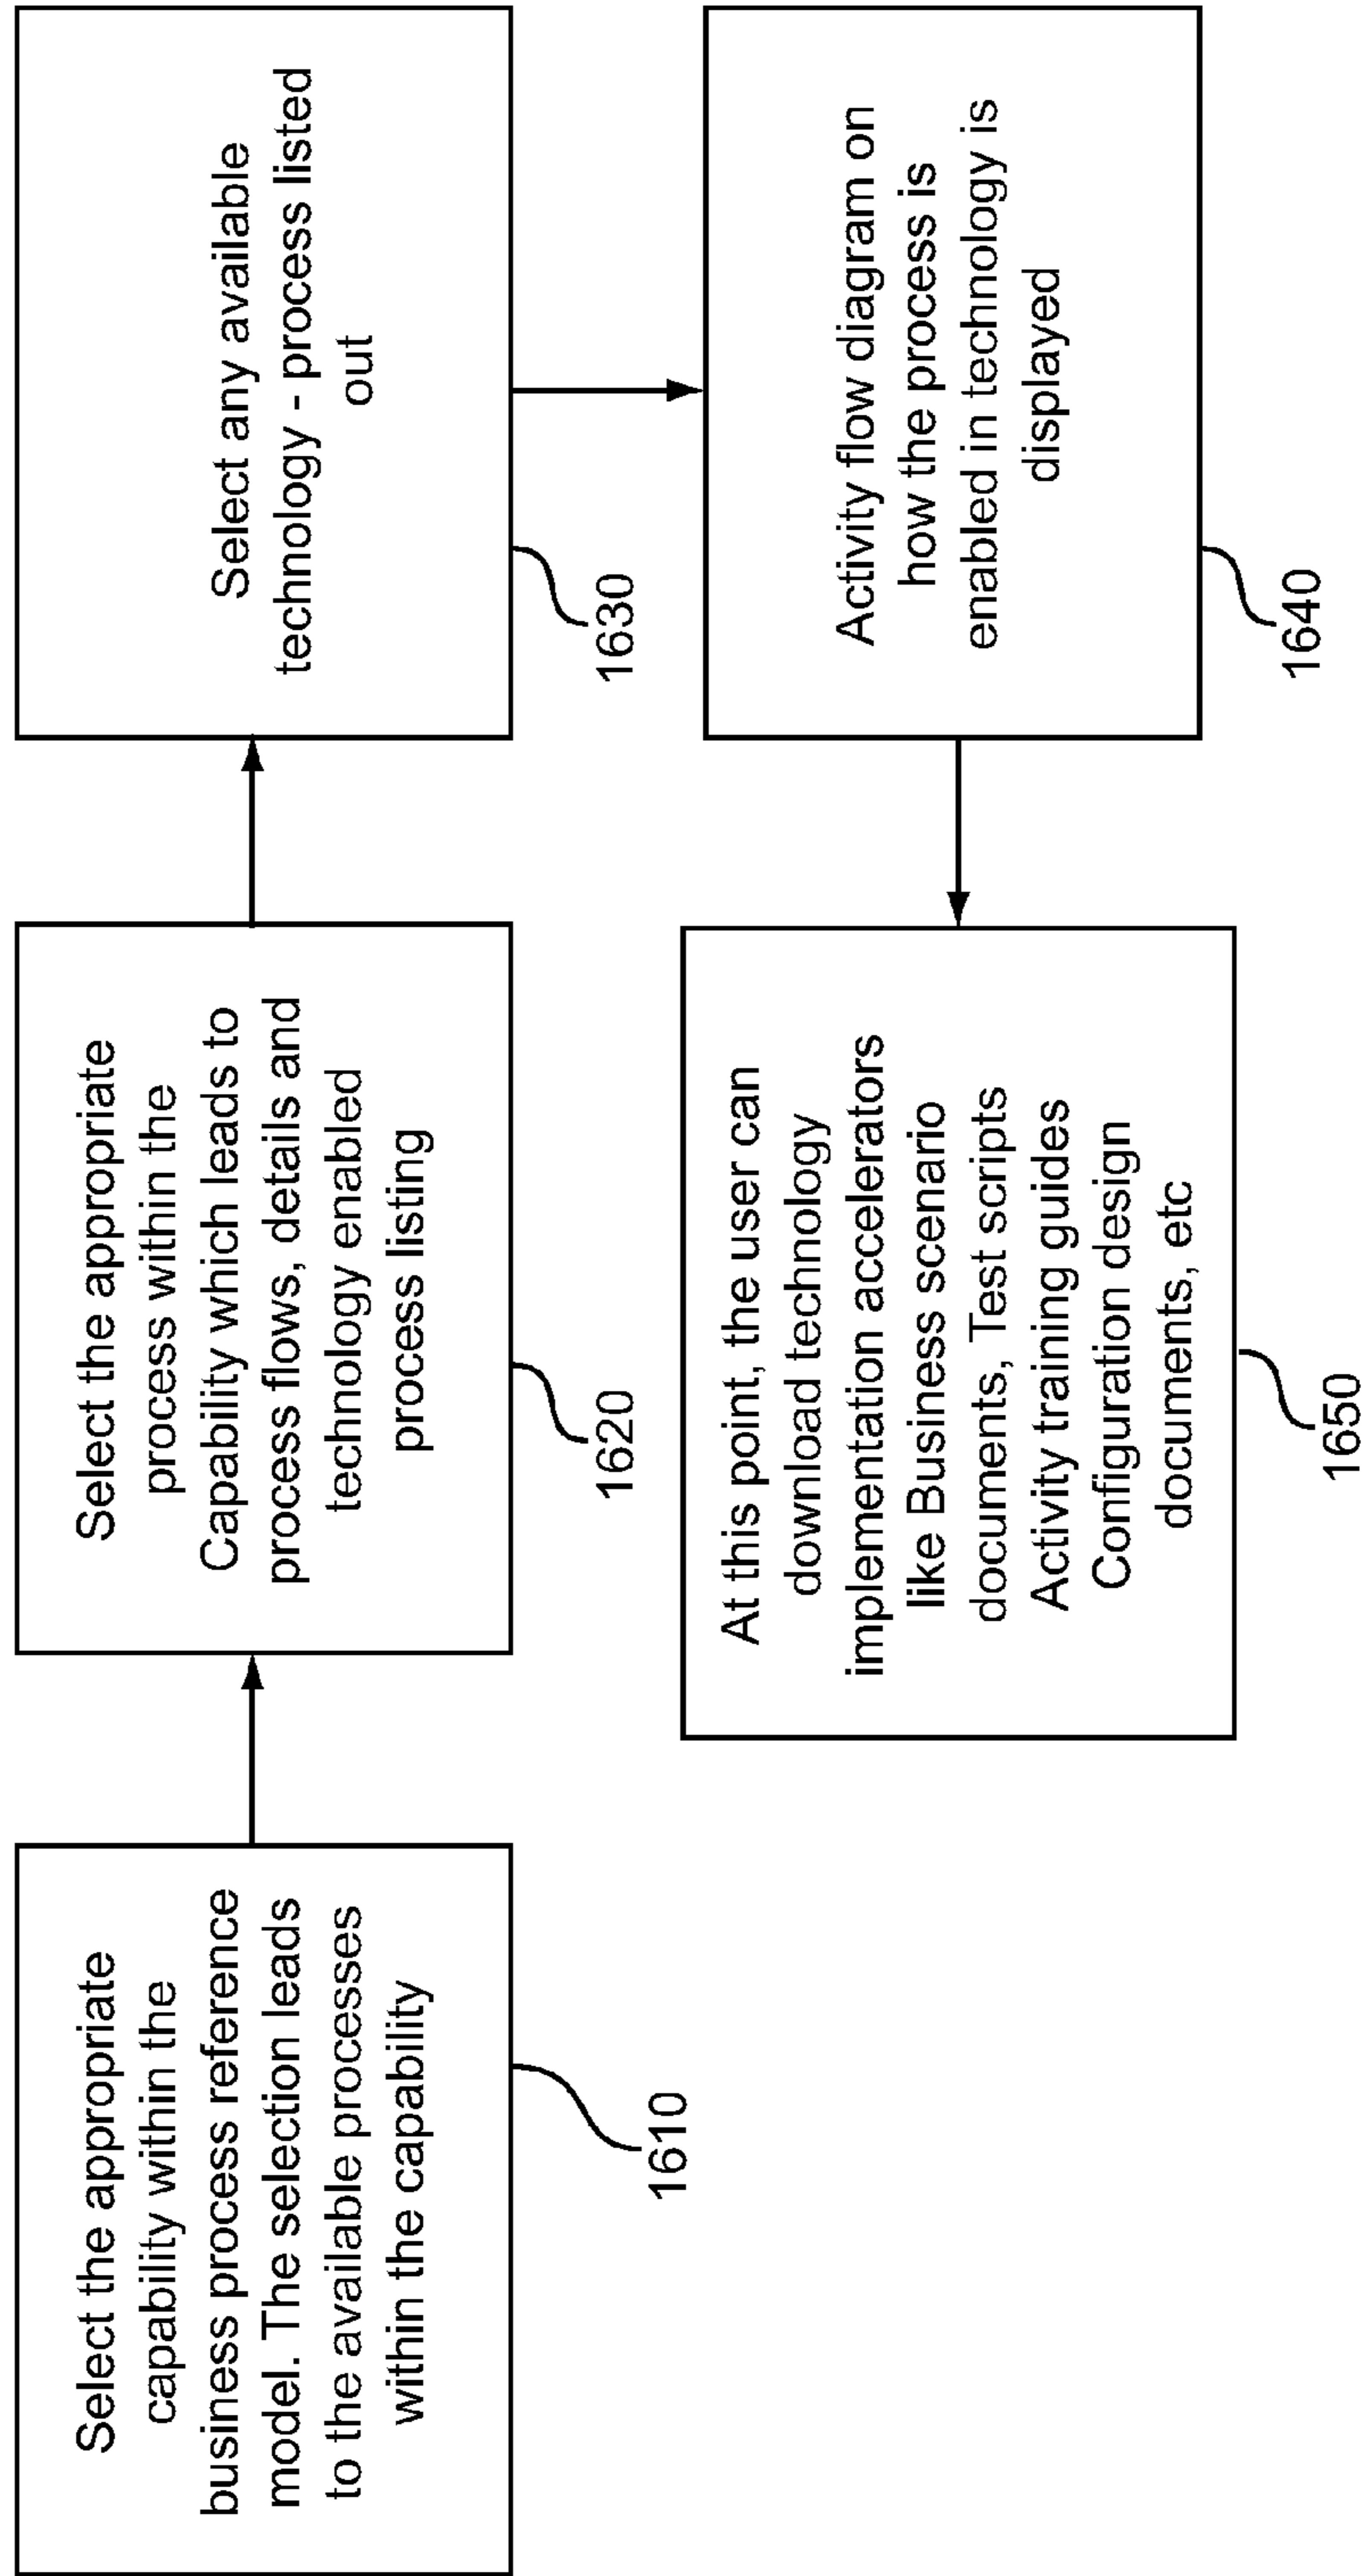 Select the appropriate
capability within the
business process reference
model. The selection leads
to the available processes
within the capability
1610
Select the appropriate
process within the
Capability which leads to
process flows, details and
technology enabled
process listing
1620
Select any available
technology - process listed
out
1630
Activity flow diagram on
how the process is
enabled in technology is
displayed
1640
At this point, the user can
download technology
implementation accelerators
like Business scenario
documents, Test scripts
Activity training guides
Configuration design
documents, etc
1650